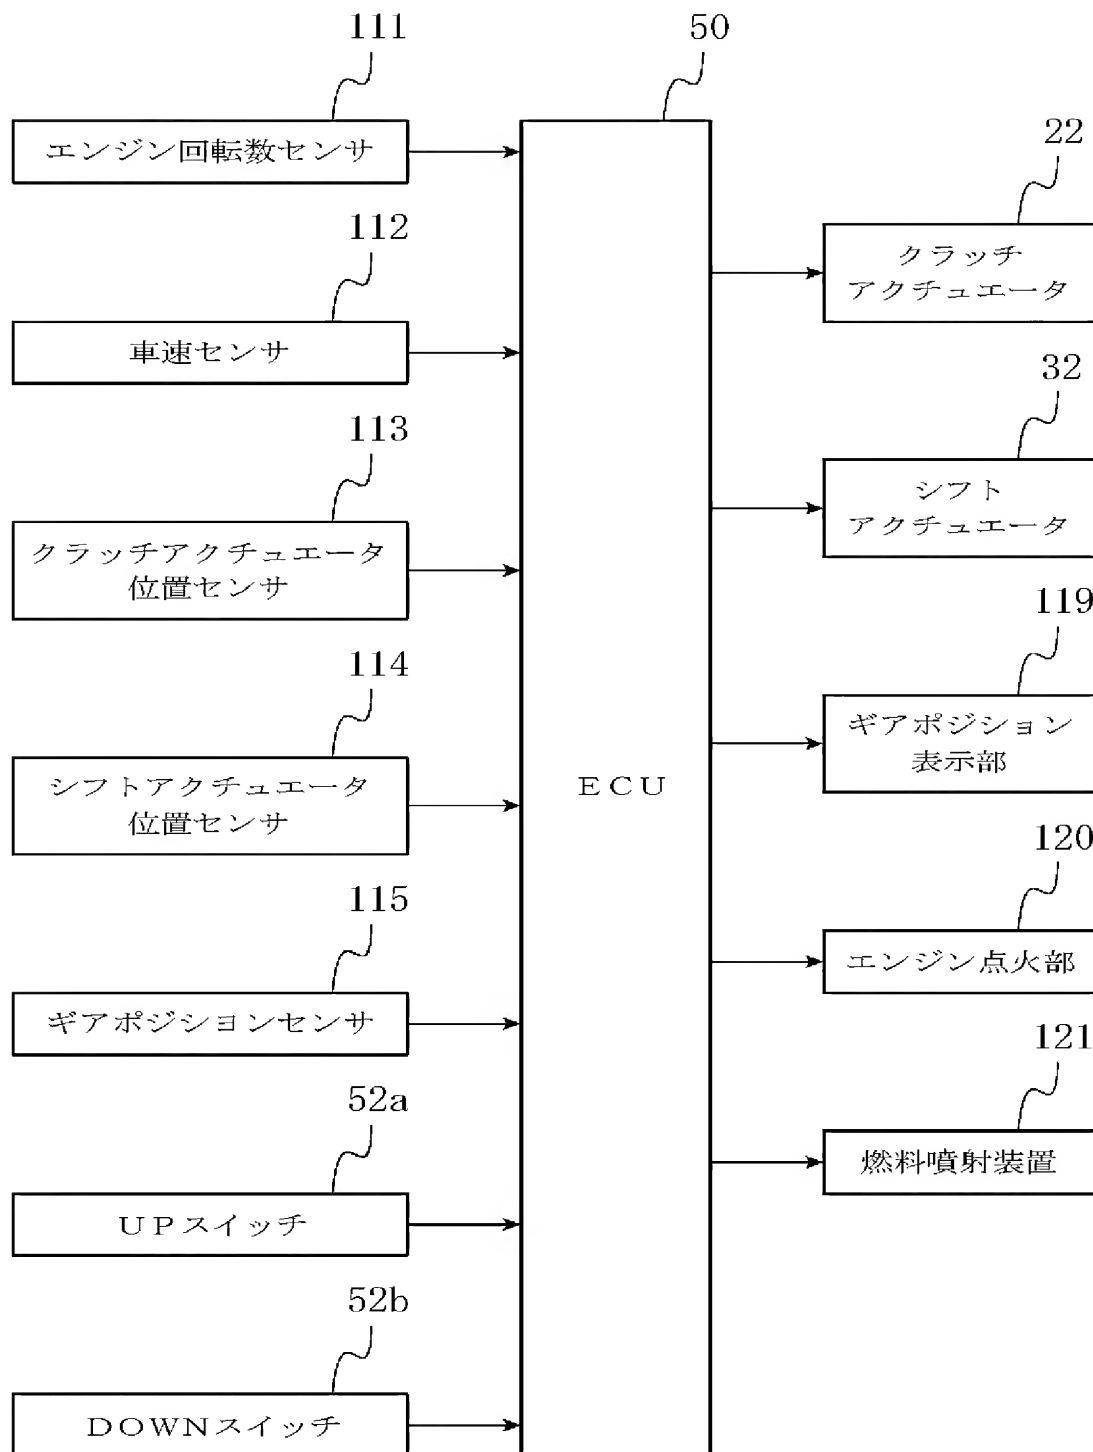 111
エンジン回転数センサ
112
車速センサ
113
クラッチアクチュエータ
位置センサ
114
シフトアクチュエータ
位置センサ
115
ギアポジションセンサ
52a
UPスイッチ
52b
DOWNスイッチ
50
ECU
22
クラッチ
アクチュエータ
32
シフト
アクチュエータ
119
ギアポジション
表示部
120
エンジン点火部
121
燃料噴射装置